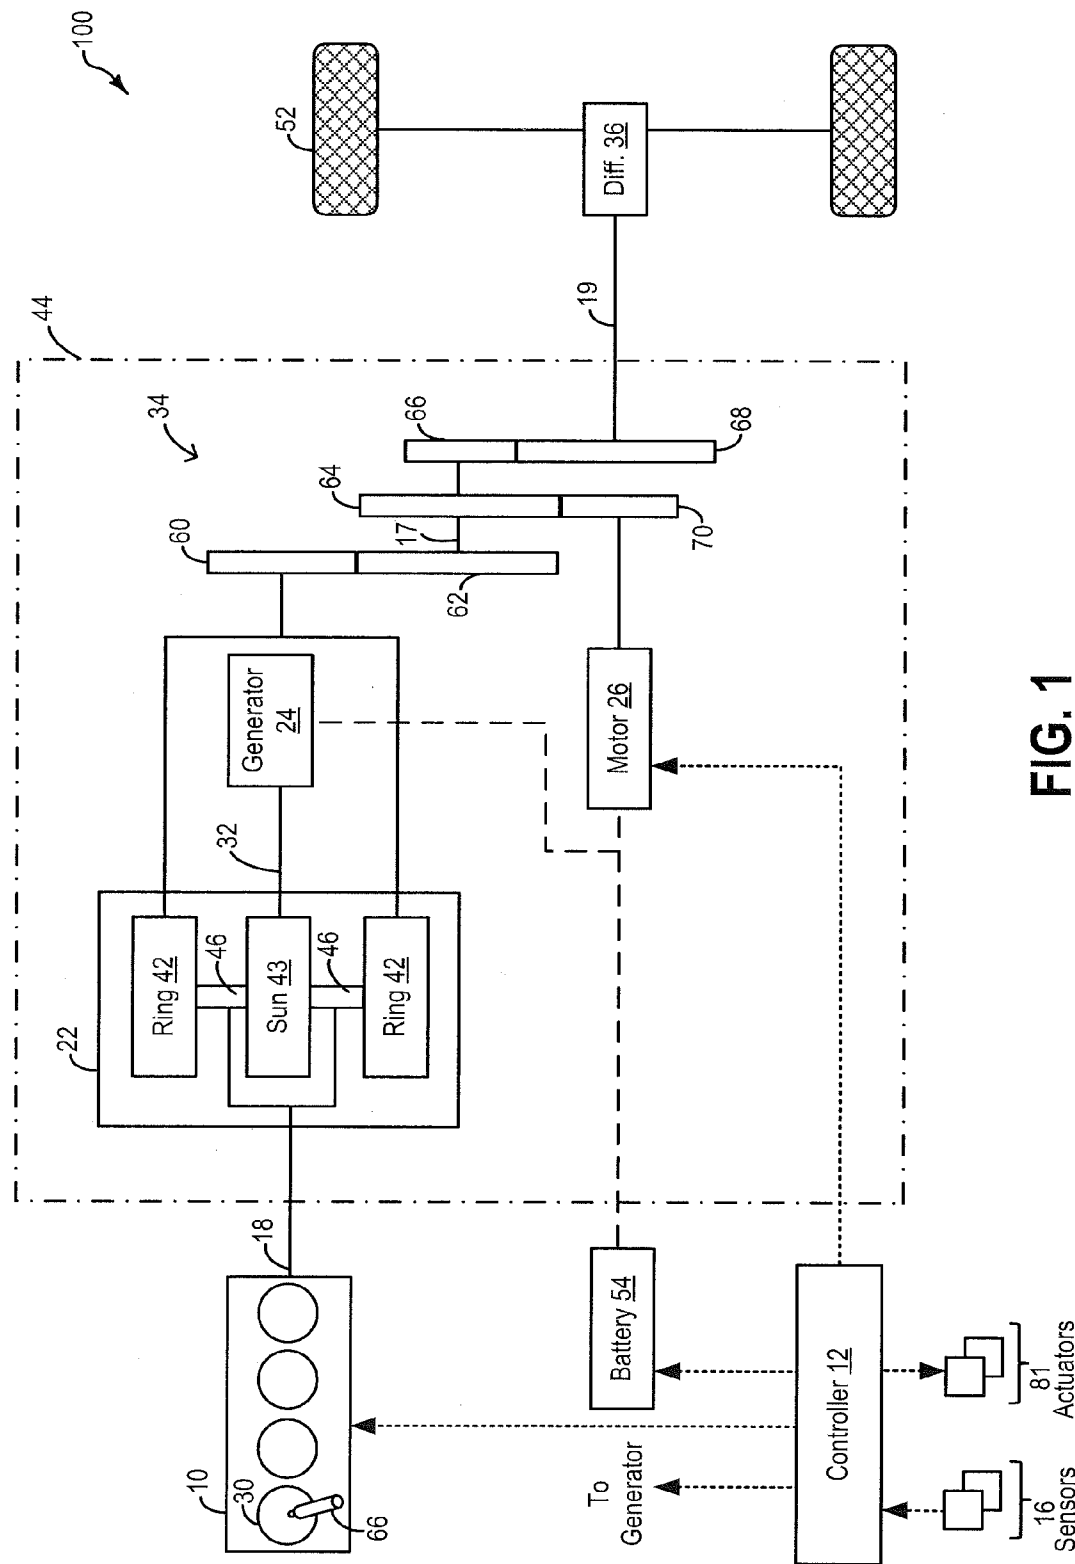 100
52
Diff. 36
19
44
34
66
68
64
70
60
17
62
Generator
24
Motor 26
32
46
46
Ring 42
Sun 43
Ring 42
22
18
10
30
66
Battery 54
Controller 12
To
Generator
81
Actuators
16
Sensors
FIG. 1